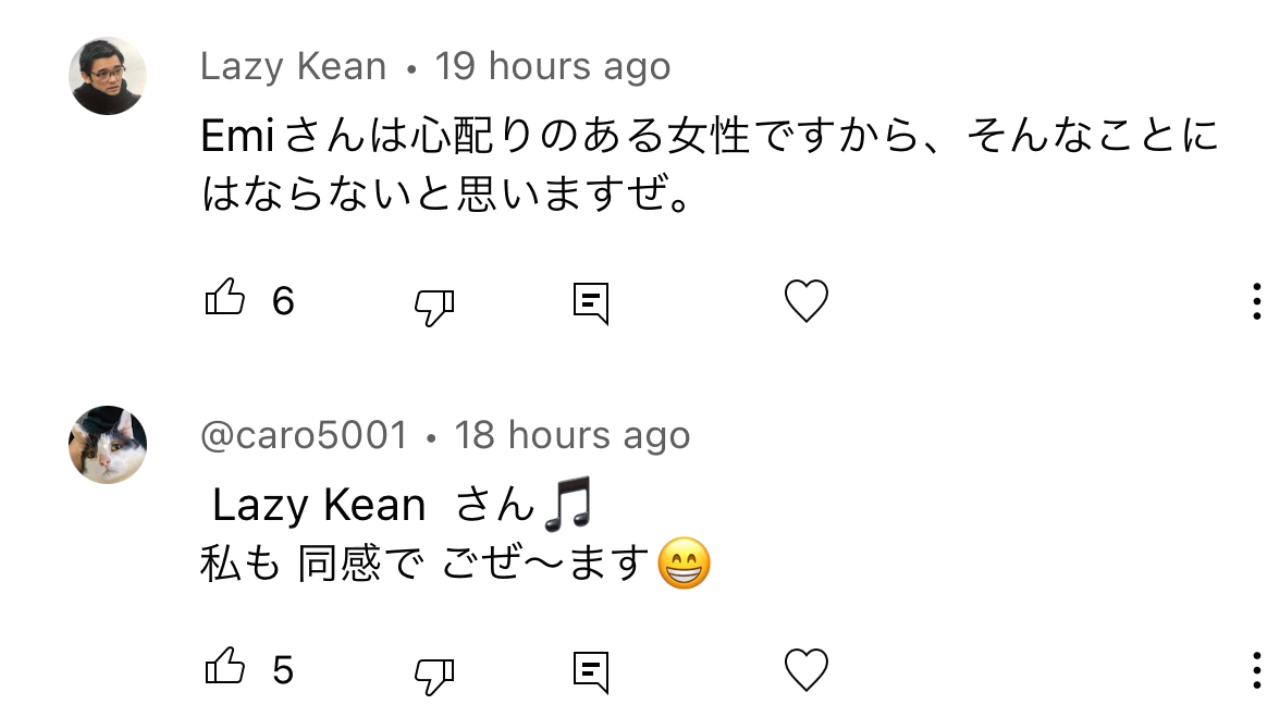 Lazy Kean • 19 hours ago
Emiさんは心配りのある女性ですから、そんなことに
はならないと思いますぜ。
6
@caro5001 • 18 hours ago
Lazy Kean さん🎵
私も 同感で ごぜ〜ます😁
5